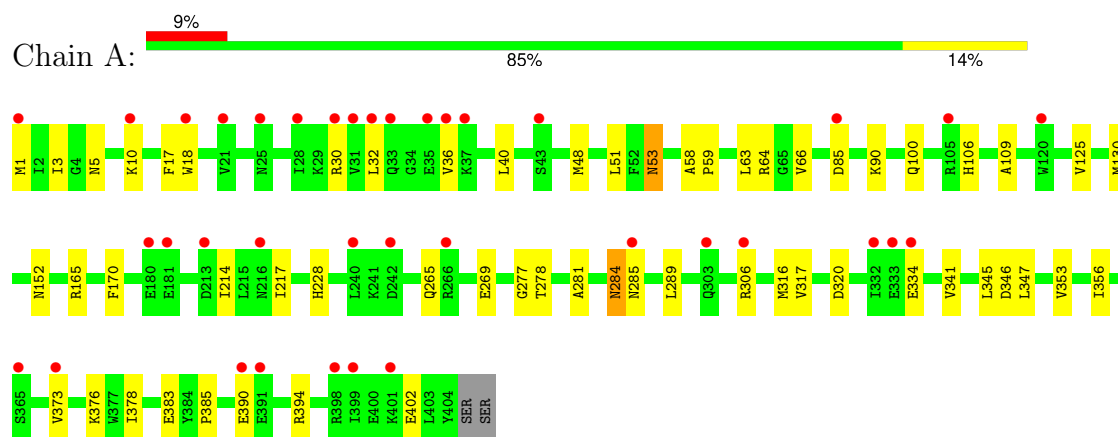 9%
Chain A:
85%
14%
M1 I2 I3 G4 N5 K10 F17 W18 V21 N25 I28 K29 R30 V31 L32 Q33 G34 E35 V36 K37 L40 S43 M48 L51 F52 N53 A58 P59 L63 R64 G65 V66 D85 K90 Q100 R105 H106 A109 W120 V125 M130
N152 R165 F170 E180 E181 D213 I214 L215 N216 I217 H228 L240 K241 D242 Q265 R266 E269 G277 T278 A281 N284 N285 L289 Q303 R306 M316 V317 D320 I332 E333 E334 V341 L345 D346 L347 V353 I356
S365 V373 K376 W377 I378 E383 Y384 P385 E390 E391 R394 R398 I399 E400 K401 E402 L403 Y404 SER SER